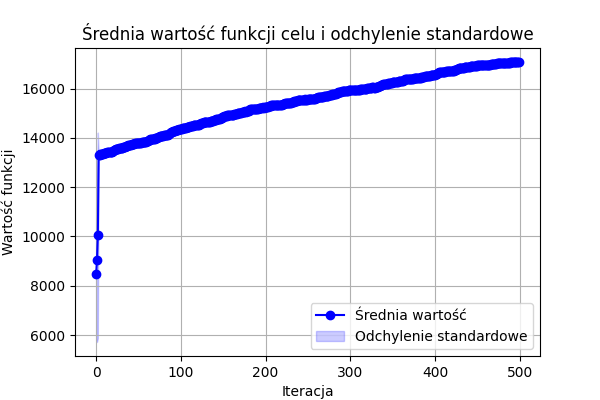 Średnia wartość funkcji celu i odchylenie standardowe
Wartość funkcji
16000
14000
12000
10000
8000
6000
Średnia wartość
Odchylenie standardowe
0 100 200 300 400 500
Iteracja